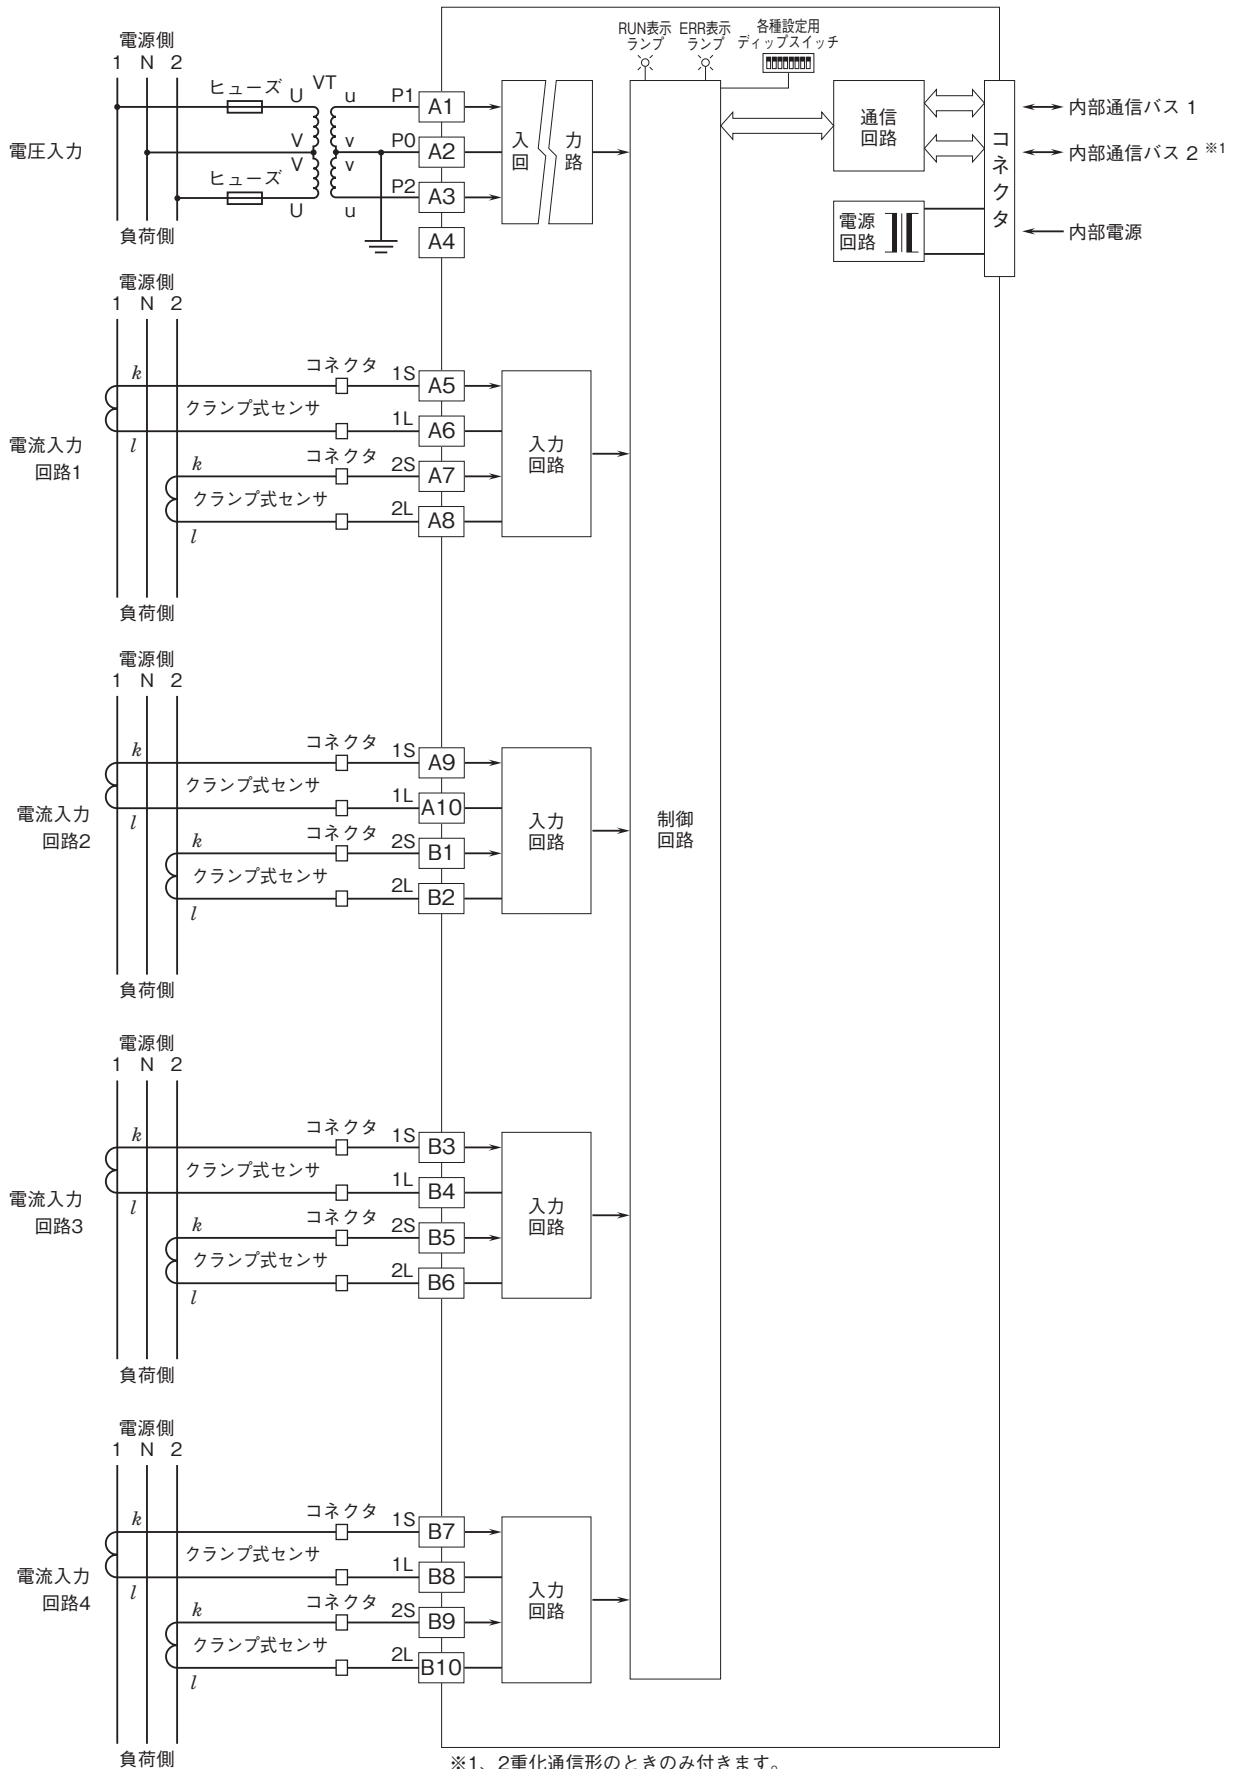 RUN表示
ランプ
ERR表示
ランプ
各種設定用
ディップスイッチ
電源側
1 N 2
ヒューズ
U
VT
u
P1
A1
電圧入力
V
v
P0
A2
V
v
ヒューズ
U
u
P2
A3
A4
負荷側
入力
回路
通信
回路
電源
回路
コネクタ
内部通信バス 1
内部通信バス 2 ※1
内部電源
制御
回路
電源側
1 N 2
電流入力
回路1
k
コネクタ
1S
A5
クランプ式センサ
l
1L
A6
k
コネクタ
2S
A7
クランプ式センサ
l
2L
A8
入力
回路
負荷側
電源側
1 N 2
電流入力
回路2
k
コネクタ
1S
A9
クランプ式センサ
l
1L
A10
k
コネクタ
2S
B1
クランプ式センサ
l
2L
B2
入力
回路
負荷側
電源側
1 N 2
電流入力
回路3
k
コネクタ
1S
B3
クランプ式センサ
l
1L
B4
k
コネクタ
2S
B5
クランプ式センサ
l
2L
B6
入力
回路
負荷側
電源側
1 N 2
電流入力
回路4
k
コネクタ
1S
B7
クランプ式センサ
l
1L
B8
k
コネクタ
2S
B9
クランプ式センサ
l
2L
B10
入力
回路
負荷側
※1、2重化通信形のときのみ付きます。